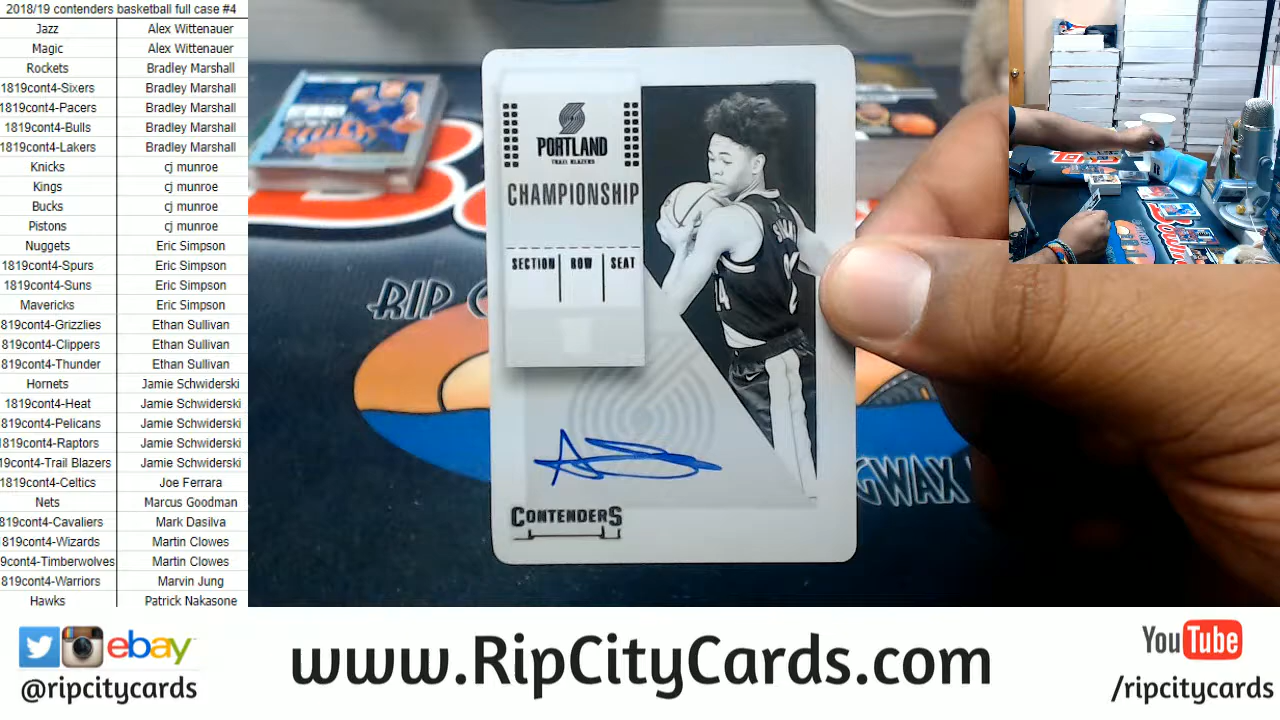 2018/19 contenders basketball full case #4
Jazz Alex Wittenauer
Magic Alex Wittenauer
Rockets Bradley Marshall
1819cont4-Sixers Bradley Marshall
1819cont4-Pacers Bradley Marshall
1819cont4-Bulls Bradley Marshall
1819cont4-Lakers Bradley Marshall
Knicks cj munroe
Kings cj munroe
Bucks cj munroe
Pistons cj munroe
Nuggets Eric Simpson
1819cont4-Spurs Eric Simpson
1819cont4-Suns Eric Simpson
Mavericks Eric Simpson
819cont4-Grizzlies Ethan Sullivan
819cont4-Clippers Ethan Sullivan
819cont4-Thunder Ethan Sullivan
Hornets Jamie Schwiderski
1819cont4-Heat Jamie Schwiderski
819cont4-Pelicans Jamie Schwiderski
819cont4-Raptors Jamie Schwiderski
19cont4-Trail Blazers Jamie Schwiderski
1819cont4-Celtics Joe Ferrara
Nets Marcus Goodman
819cont4-Cavaliers Mark Dasilva
819cont4-Wizards Martin Clowes
9cont4-Timberwolves Martin Clowes
819cont4-Warriors Marvin Jung
Hawks Patrick Nakasone
PORTLAND
TRAIL BLAZERS
CHAMPIONSHIP
SECTION ROW SEAT
CONTENDERS
RIP
GWAX
ebay
@ripcitycards
www.RipCityCards.com
YouTube
/ripcitycards